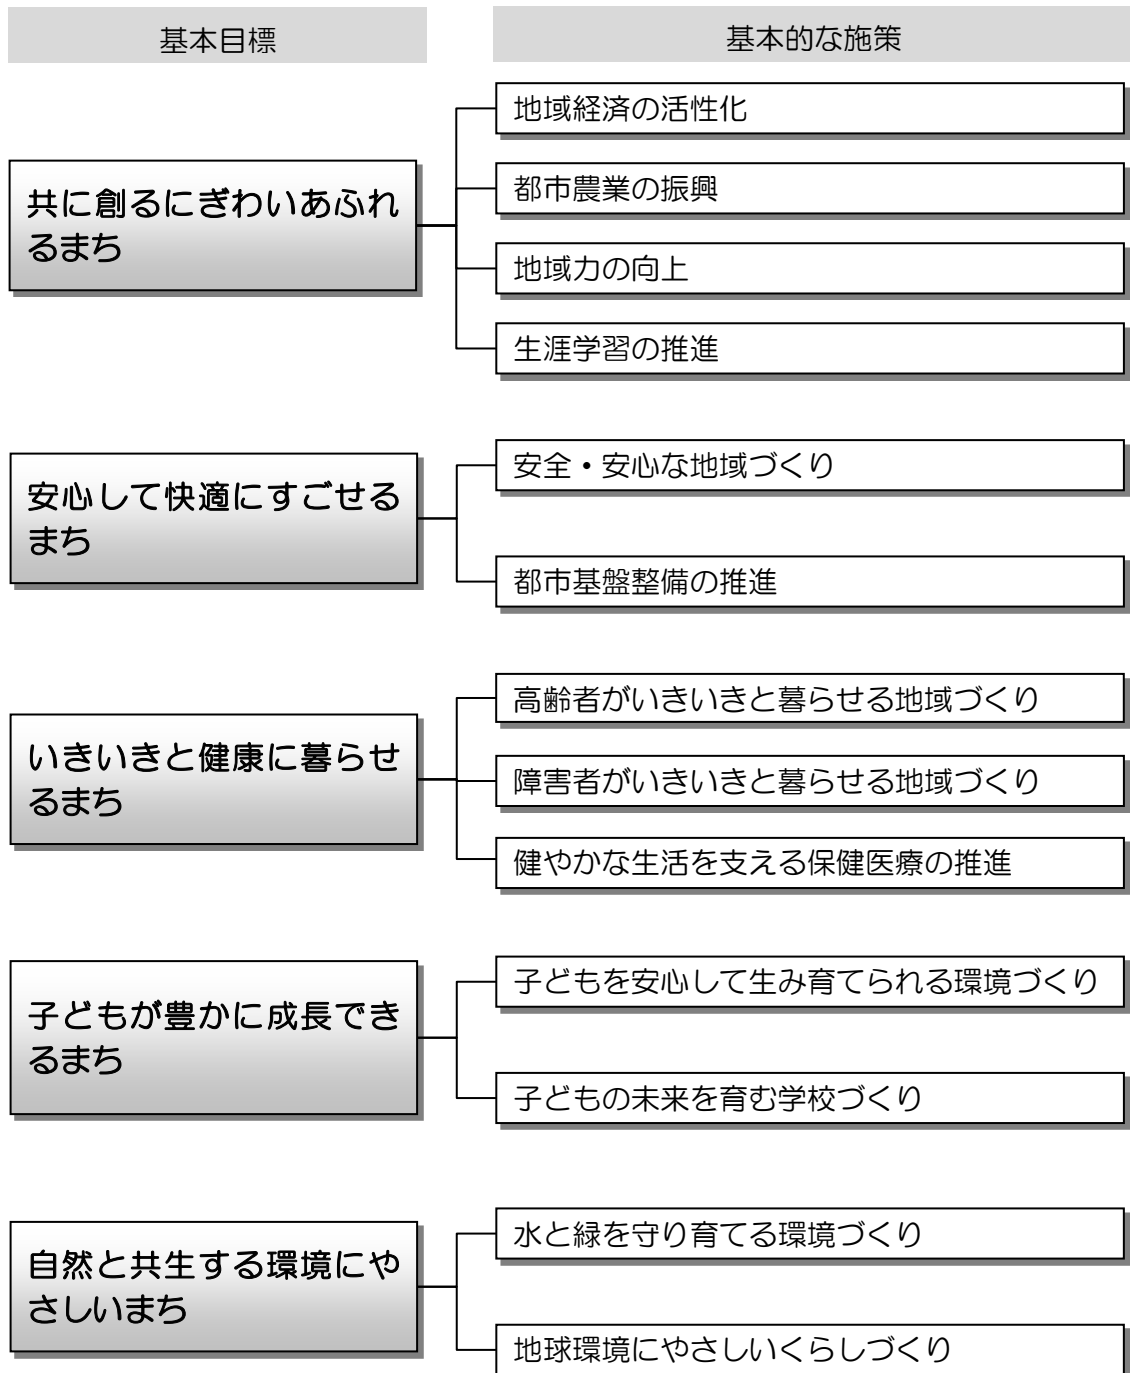 基本目標
基本的な施策
共に創るにぎわいあふれ
るまち
地域経済の活性化
都市農業の振興
地域力の向上
生涯学習の推進
安心して快適にすごせる
まち
安全・安心な地域づくり
都市基盤整備の推進
いきいきと健康に暮らせ
るまち
高齢者がいきいきと暮らせる地域づくり
障害者がいきいきと暮らせる地域づくり
健やかな生活を支える保健医療の推進
子どもが豊かに成長でき
るまち
子どもを安心して生み育てられる環境づくり
子どもの未来を育む学校づくり
自然と共生する環境にや
さしいまち
水と緑を守り育てる環境づくり
地球環境にやさしいくらしづくり